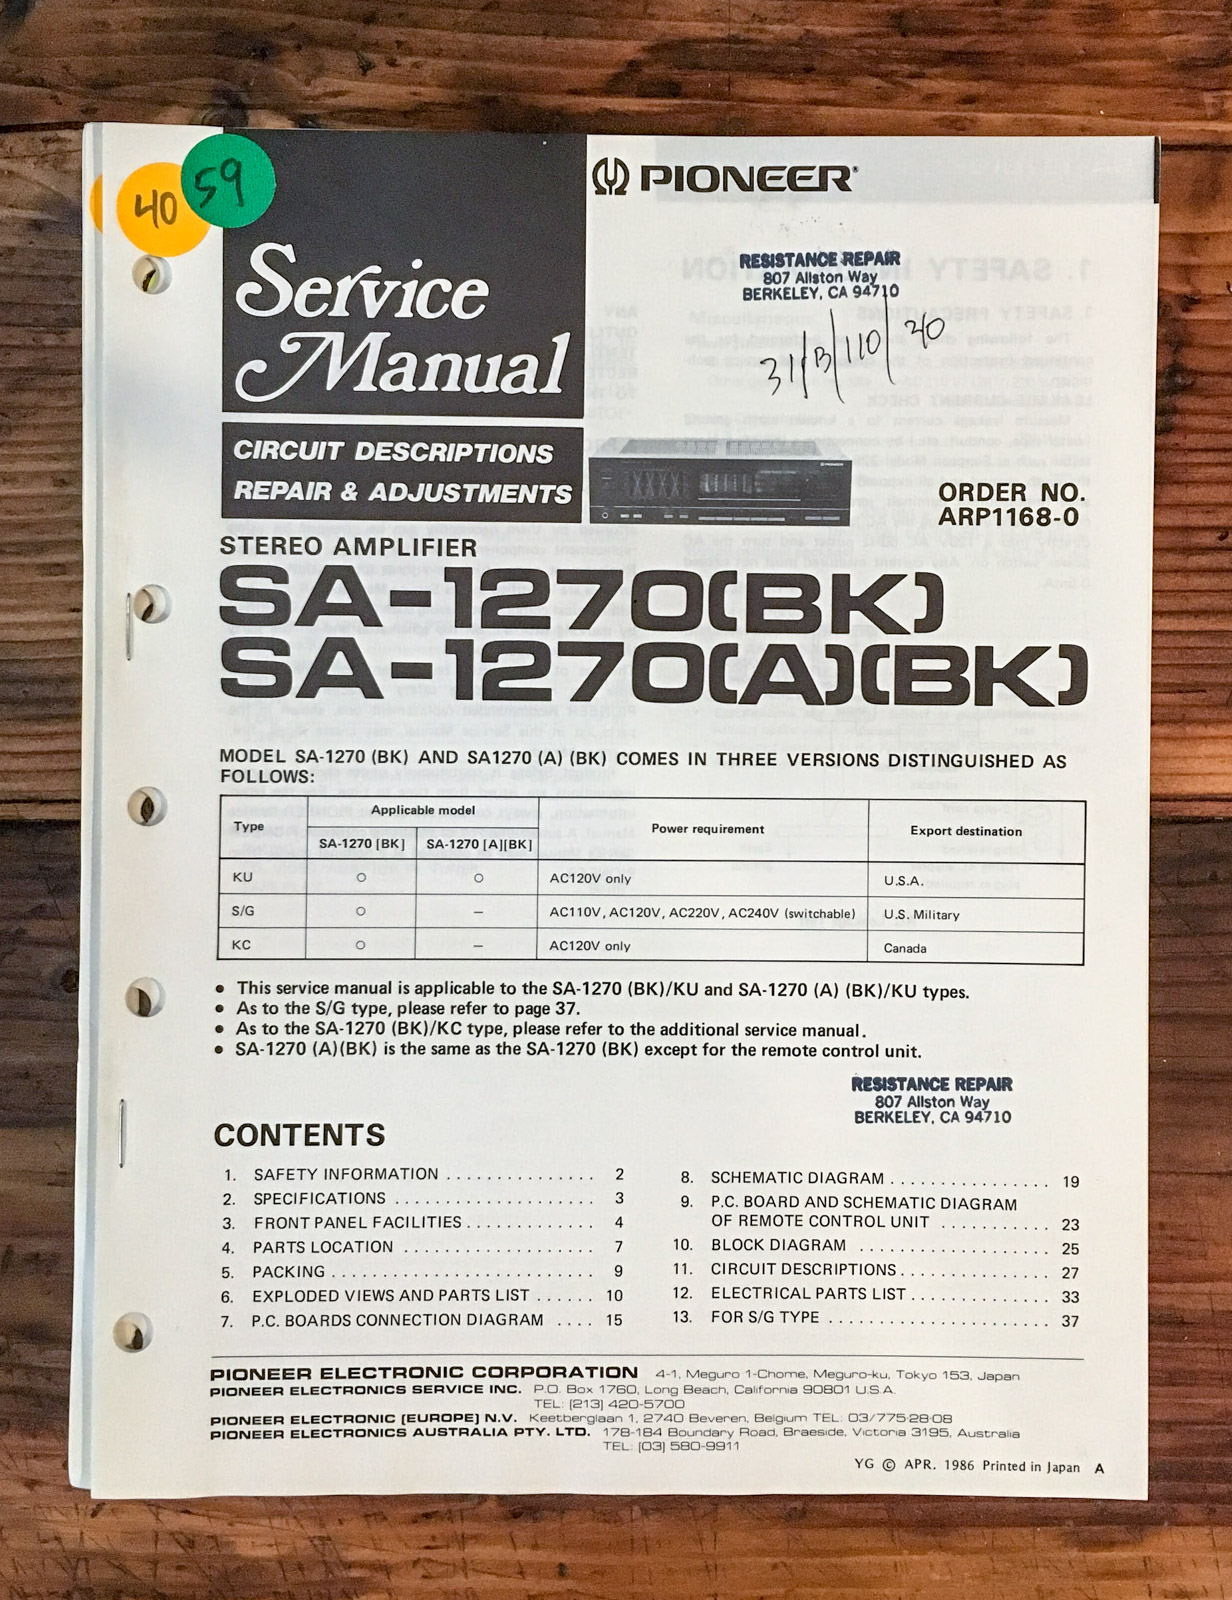 40
59
Service
Manual
PIONEER®
RESISTANCE REPAIR
807 Allston Way
BERKELEY, CA 94710
31/B/110/
CIRCUIT DESCRIPTIONS
REPAIR & ADJUSTMENTS
ORDER NO.
ARP1168-0
STEREO AMPLIFIER
SA-1270(BK)
SA-1270(A)(BK)
MODEL SA-1270 (BK) AND SA1270 (A) (BK) COMES IN THREE VERSIONS DISTINGUISHED AS
FOLLOWS:
Type Applicable model Power requirement Export destination
SA-1270 [BK] SA-1270 [A][BK]
KU ○ ○ AC120V only U.S.A.
S/G ○ – AC110V, AC120V, AC220V, AC240V (switchable) U.S. Military
KC ○ – AC120V only Canada
● This service manual is applicable to the SA-1270 (BK)/KU and SA-1270 (A) (BK)/KU types.
● As to the S/G type, please refer to page 37.
● As to the SA-1270 (BK)/KC type, please refer to the additional service manual.
● SA-1270 (A)(BK) is the same as the SA-1270 (BK) except for the remote control unit.
RESISTANCE REPAIR
807 Allston Way
BERKELEY, CA 94710
CONTENTS
1. SAFETY INFORMATION . . . . . . . . . . . . . . . 2
2. SPECIFICATIONS . . . . . . . . . . . . . . . . . . . . 3
3. FRONT PANEL FACILITIES . . . . . . . . . . . . . 4
4. PARTS LOCATION . . . . . . . . . . . . . . . . . . . 7
5. PACKING . . . . . . . . . . . . . . . . . . . . . . . . . . 9
6. EXPLODED VIEWS AND PARTS LIST . . . . . . 10
7. P.C. BOARDS CONNECTION DIAGRAM . . . . 15
8. SCHEMATIC DIAGRAM . . . . . . . . . . . . . . . . 19
9. P.C. BOARD AND SCHEMATIC DIAGRAM
OF REMOTE CONTROL UNIT . . . . . . . . . . . 23
10. BLOCK DIAGRAM . . . . . . . . . . . . . . . . . . . 25
11. CIRCUIT DESCRIPTIONS . . . . . . . . . . . . . . . 27
12. ELECTRICAL PARTS LIST . . . . . . . . . . . . . . 33
13. FOR S/G TYPE . . . . . . . . . . . . . . . . . . . . . . 37
PIONEER ELECTRONIC CORPORATION 4-1, Meguro 1-Chome, Meguro-ku, Tokyo 153, Japan
PIONEER ELECTRONICS SERVICE INC. P.O. Box 1760, Long Beach, California 90801 U.S.A.
TEL: (213) 420-5700
PIONEER ELECTRONIC (EUROPE) N.V. Keetberglaan 1, 2740 Beveren, Belgium TEL: 03/775·28·08
PIONEER ELECTRONICS AUSTRALIA PTY. LTD. 178-184 Boundary Road, Braeside, Victoria 3195, Australia
TEL: (03) 580-9911
YG © APR. 1986 Printed in Japan A